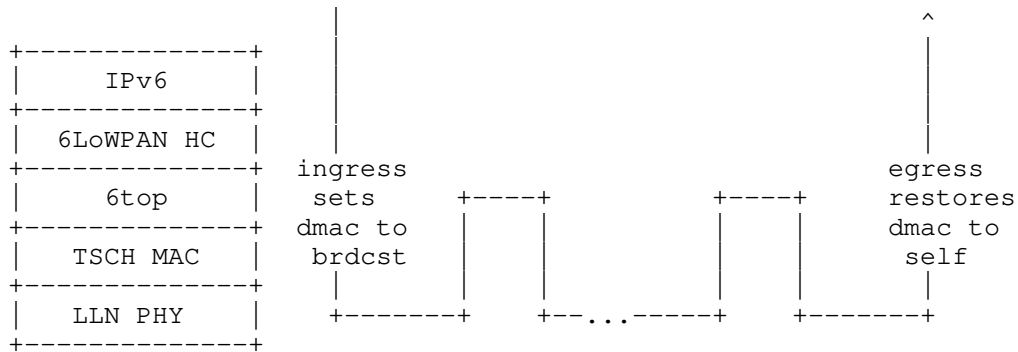 |                                     ^
+--------------+     |                                     |
|     IPv6     |     |                                     |
+--------------+     |                                     |
|  6LoWPAN HC  |     |                                     |
+--------------+  ingress                                egress
|     6top     |   sets     +----+          +----+       restores
+--------------+  dmac to   |    |          |    |       dmac to
|   TSCH MAC   |   brdcst   |    |          |    |        self
+--------------+     |      |    |          |    |         |
|   LLN PHY    |     +------+    +--...-----+    +---------+
+--------------+